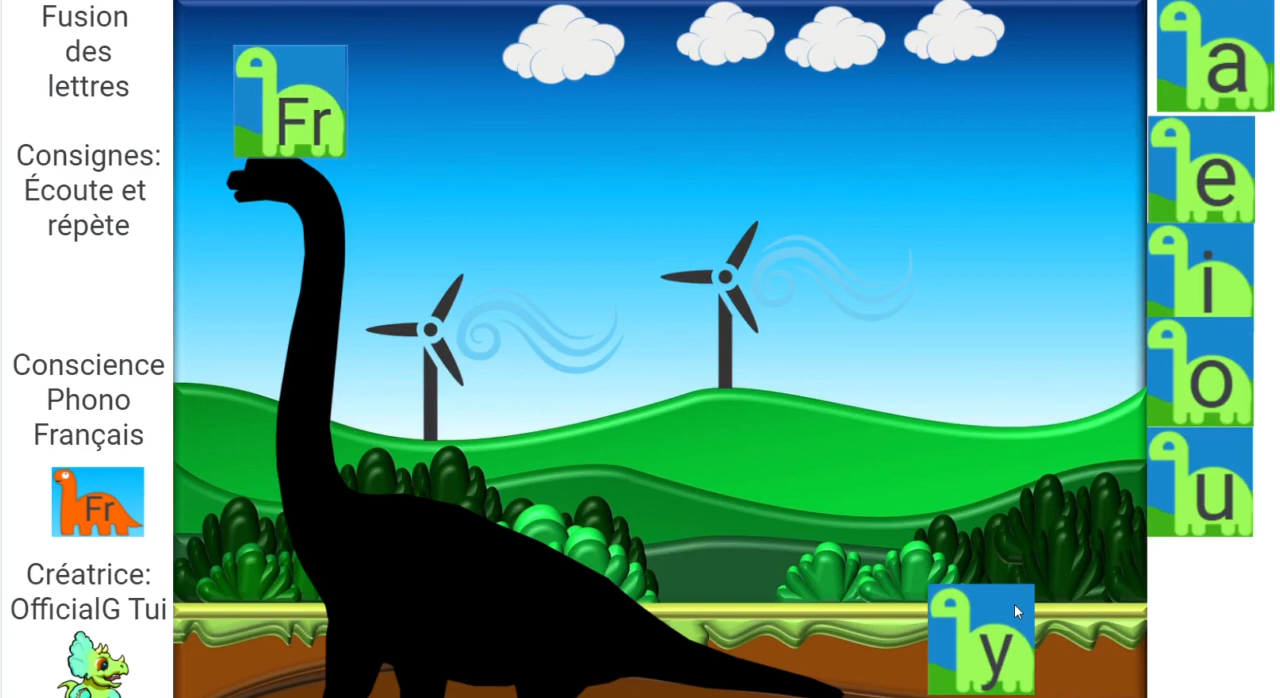 Fusion
des
lettres
Consignes:
Écoute et
répète
Conscience
Phono
Français
Fr
Créatrice:
OfficialG Tui
Fr
y
a
e
i
o
u